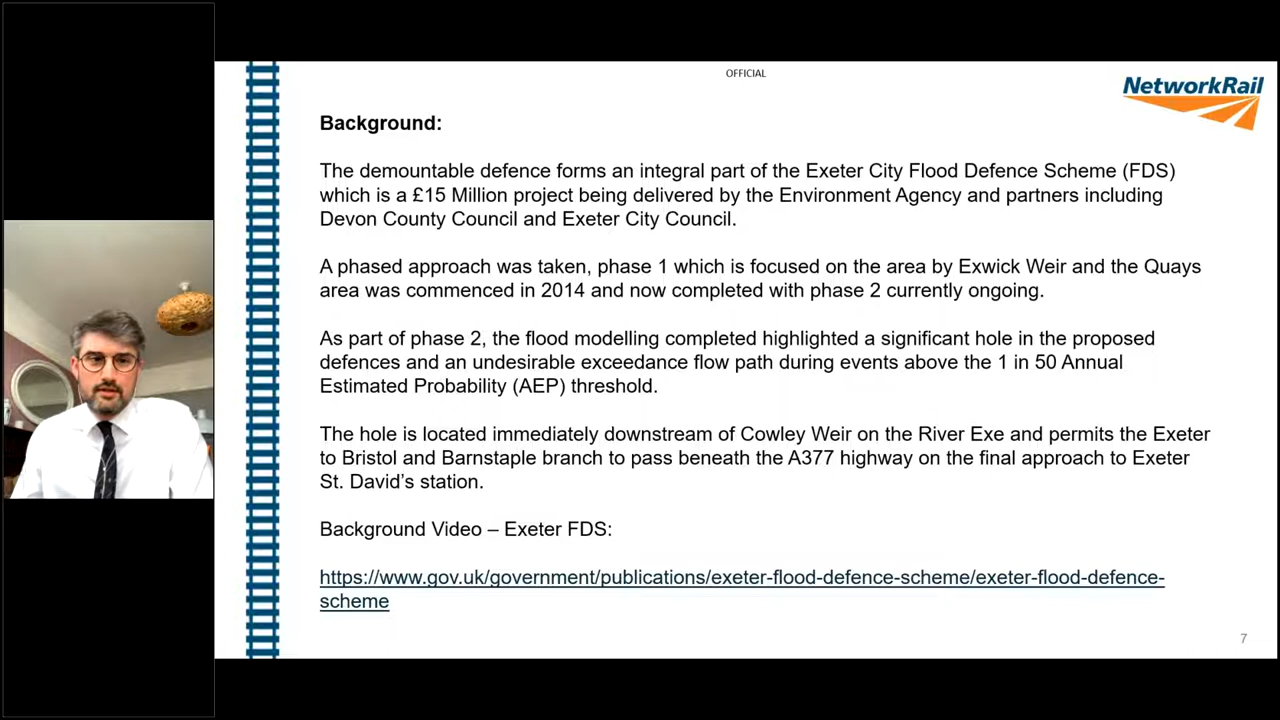 OFFICIAL
NetworkRail
Background:
The demountable defence forms an integral part of the Exeter City Flood Defence Scheme (FDS)
which is a £15 Million project being delivered by the Environment Agency and partners including
Devon County Council and Exeter City Council.
A phased approach was taken, phase 1 which is focused on the area by Exwick Weir and the Quays
area was commenced in 2014 and now completed with phase 2 currently ongoing.
As part of phase 2, the flood modelling completed highlighted a significant hole in the proposed
defences and an undesirable exceedance flow path during events above the 1 in 50 Annual
Estimated Probability (AEP) threshold.
The hole is located immediately downstream of Cowley Weir on the River Exe and permits the Exeter
to Bristol and Barnstaple branch to pass beneath the A377 highway on the final approach to Exeter
St. David's station.
Background Video – Exeter FDS:
https://www.gov.uk/government/publications/exeter-flood-defence-scheme/exeter-flood-defence-
scheme
7